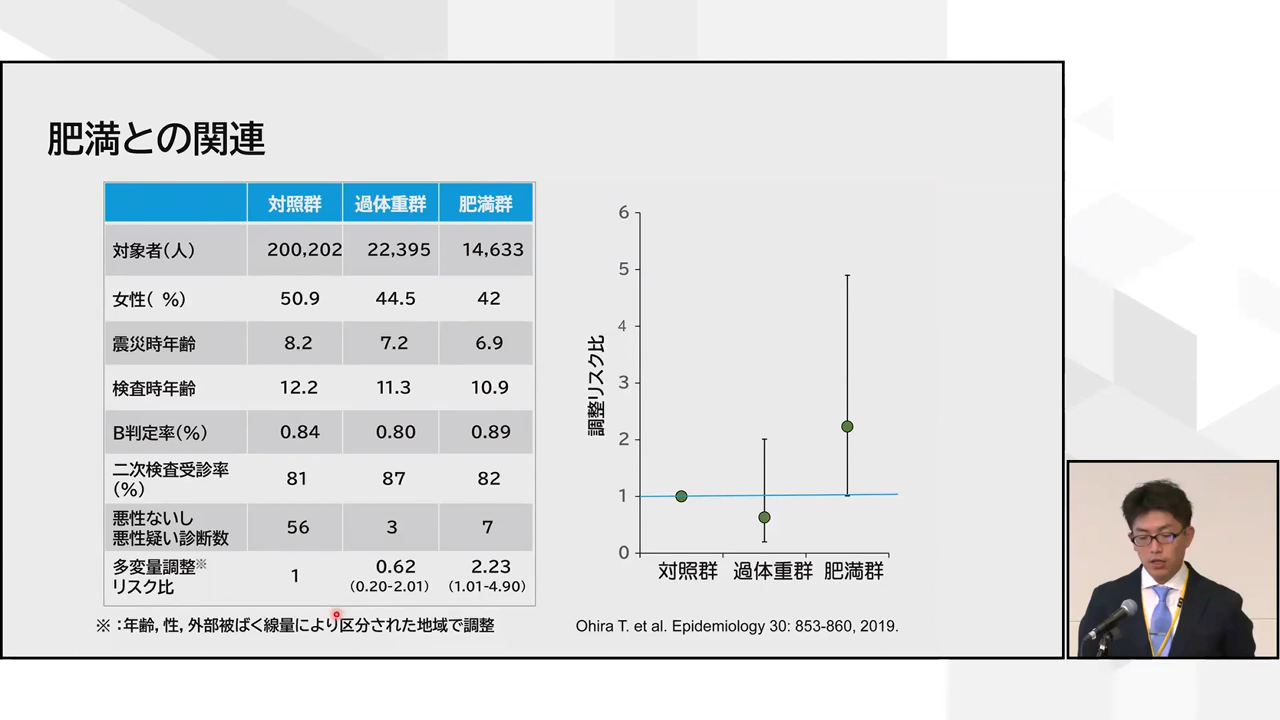 肥満との関連
対照群 過体重群 肥満群
対象者(人) 200,202 22,395 14,633
女性( %) 50.9 44.5 42
震災時年齢 8.2 7.2 6.9
検査時年齢 12.2 11.3 10.9
B判定率(%) 0.84 0.80 0.89
二次検査受診率
(%) 81 87 82
悪性ないし
悪性疑い診断数 56 3 7
多変量調整※
リスク比 1 0.62 2.23
(0.20-2.01) (1.01-4.90)
※ :年齢, 性, 外部被ばく線量により区分された地域で調整
調整リスク比
6
5
4
3
2
1
0
対照群 過体重群 肥満群
Ohira T. et al. Epidemiology 30: 853-860, 2019.